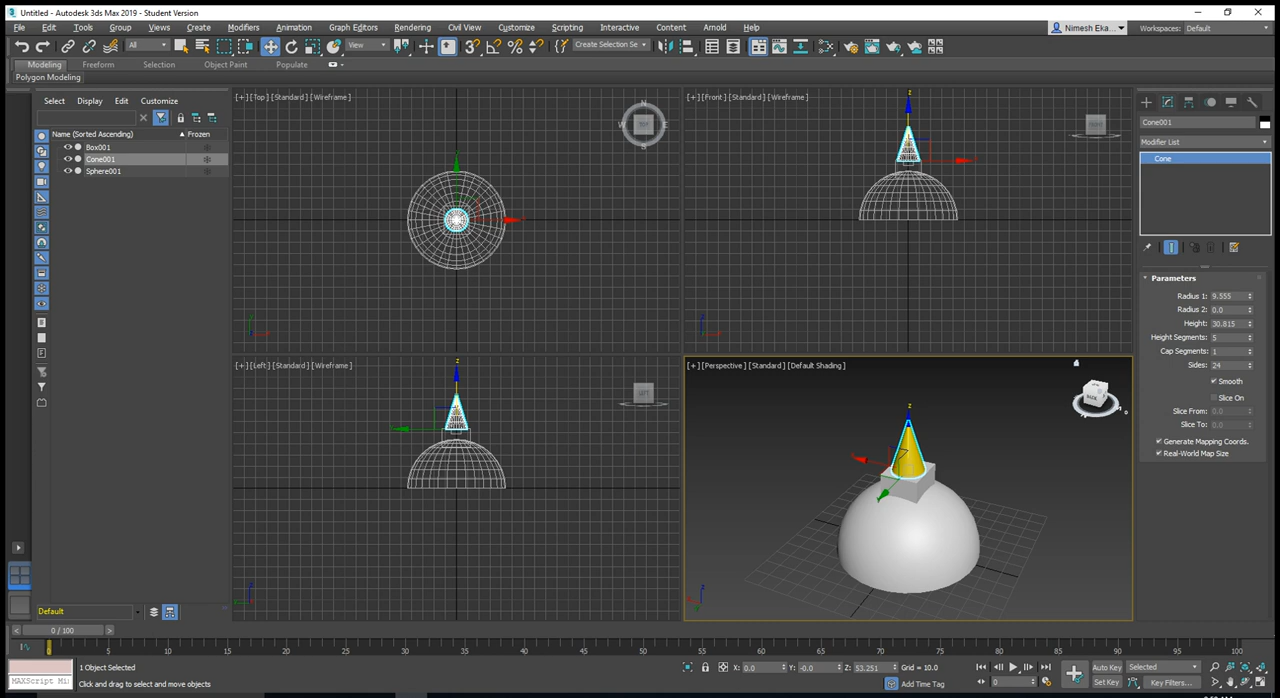 Untitled - Autodesk 3ds Max 2019 - Student Version
File Edit Tools Group Views Create Modifiers Animation Graph Editors Rendering Civil View Customize Scripting Interactive Content Arnold Help
Nimesh Eka... Workspaces: Default
All View Create Selection Se
Modeling Freeform Selection Object Paint Populate
Polygon Modeling
Select Display Edit Customize
Name (Sorted Ascending) Frozen
Box001
Cone001
Sphere001
[+] [Top] [Standard] [Wireframe]
N
W E
S
[+] [Front] [Standard] [Wireframe]
z
[+] [Left] [Standard] [Wireframe]
z
[+] [Perspective] [Standard] [Default Shading]
z
Cone001
Modifier List
Cone
Parameters
Radius 1: 9.555
Radius 2: 0.0
Height: 30.815
Height Segments: 5
Cap Segments: 1
Sides: 24
Smooth
Slice On
Slice From: 0.0
Slice To: 0.0
Generate Mapping Coords.
Real-World Map Size
Default
0 / 100
0 5 10 15 20 25 30 35 40 45 50 55 60 65 70 75 80 85 90 95 100
MAXScript Mi:
1 Object Selected
Click and drag to select and move objects
X: 0.0 Y: -0.0 Z: 53.251 Grid = 10.0
Add Time Tag
0
Auto Key Selected
Set Key Key Filters...